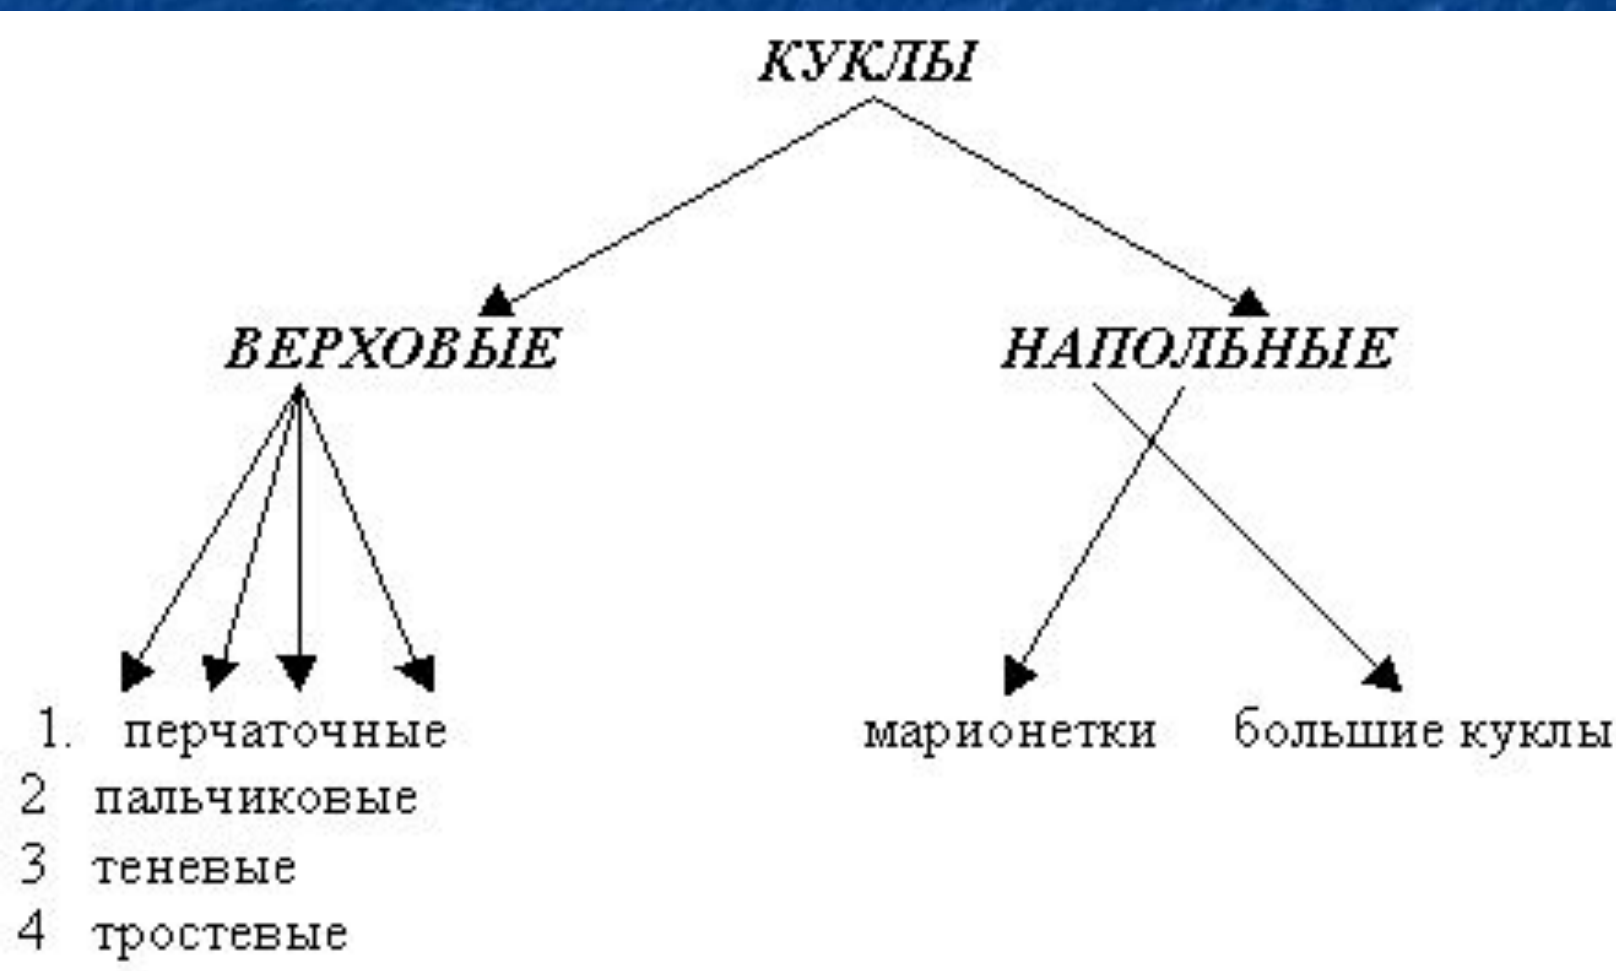 КУКЛЫ
ВЕРХОВЫЕ НАПОЛЬНЫЕ
1. перчаточные марионетки большие куклы
2 пальчиковые
3 теневые
4 тростевые